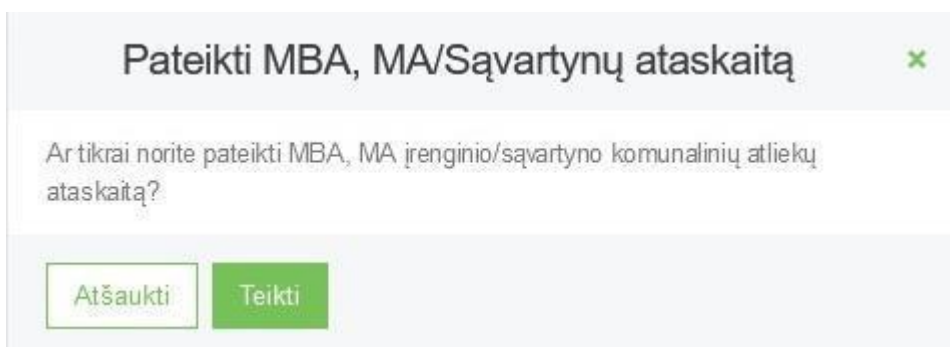 Pateikti MBA, MA/Sąvartynų ataskaitą
Ar tikrai norite pateikti MBA, MA įrenginio/sąvartyno komunalinių atliekų
ataskaitą?
Atšaukti
Teikti